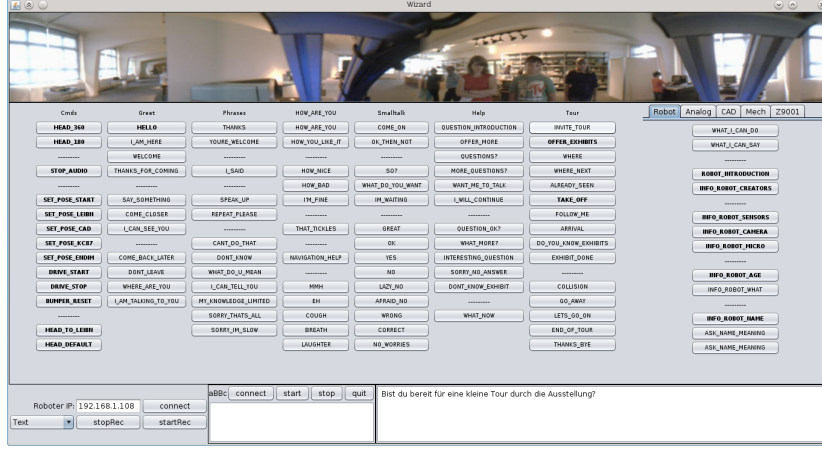 Wizard
Cmds Greet Phrases HOW_ARE_YOU Smalltalk Help Tour Robot Analog CAD Mech Z9001
HEAD_360 HELLO THANKS HOW_ARE_YOU COME_ON QUESTION_INTRODUCTION INVITE_TOUR WHAT_I_CAN_DO
HEAD_180 I_AM_HERE YOURE_WELCOME HOW_YOU_LIKE_IT OK_THEN_NOT OFFER_MORE OFFER_EXHIBITS WHAT_I_CAN_SAY
--------- WELCOME --------- --------- --------- QUESTIONS? WHERE ---------
STOP_AUDIO THANKS_FOR_COMING I_SAID HOW_NICE SO? MORE_QUESTIONS? WHERE_NEXT ROBOT_INTRODUCTION
--------- --------- --------- HOW_BAD WHAT_DO_YOU_WANT WANT_ME_TO_TALK ALREADY_SEEN INFO_ROBOT_CREATORS
SET_POSE_START SAY_SOMETHING SPEAK_UP I'M_FINE IM_WAITING I_WILL_CONTINUE TAKE_OFF ---------
SET_POSE_LEIBN COME_CLOSER REPEAT_PLEASE --------- --------- --------- FOLLOW_ME INFO_ROBOT_SENSORS
SET_POSE_CAD I_CAN_SEE_YOU --------- THAT_TICKLES GREAT QUESTION_OK? ARRIVAL INFO_ROBOT_CAMERA
SET_POSE_KC87 --------- CANT_DO_THAT --------- OK WHAT_MORE? DO_YOU_KNOW_EXHIBITS INFO_ROBOT_MICRO
SET_POSE_ENDIM COME_BACK_LATER DONT_KNOW NAVIGATION_HELP YES INTERESTING_QUESTION EXHIBIT_DONE ---------
DRIVE_START DONT_LEAVE WHAT_DO_U_MEAN --------- NO SORRY_NO_ANSWER --------- INFO_ROBOT_AGE
DRIVE_STOP WHERE_ARE_YOU I_CAN_TELL_YOU MMH LAZY_NO DONT_KNOW_EXHIBIT COLLISION INFO_ROBOT_WHAT
BUMPER_RESET I_AM_TALKING_TO_YOU MY_KNOWLEDGE_LIMITED EH AFRAID_NO --------- GO_AWAY ---------
--------- SORRY_THATS_ALL COUGH WRONG WHAT_NOW LETS_GO_ON INFO_ROBOT_NAME
HEAD_TO_LEIBN SORRY_IM_SLOW BREATH CORRECT END_OF_TOUR ASK_NAME_MEANING
HEAD_DEFAULT LAUGHTER NO_WORRIES THANKS_BYE ASK_NAME_MEANING
aBBc connect start stop quit Bist du bereit für eine kleine Tour durch die Ausstellung?
Roboter IP: 192.168.1.108 connect
Text stopRec startRec